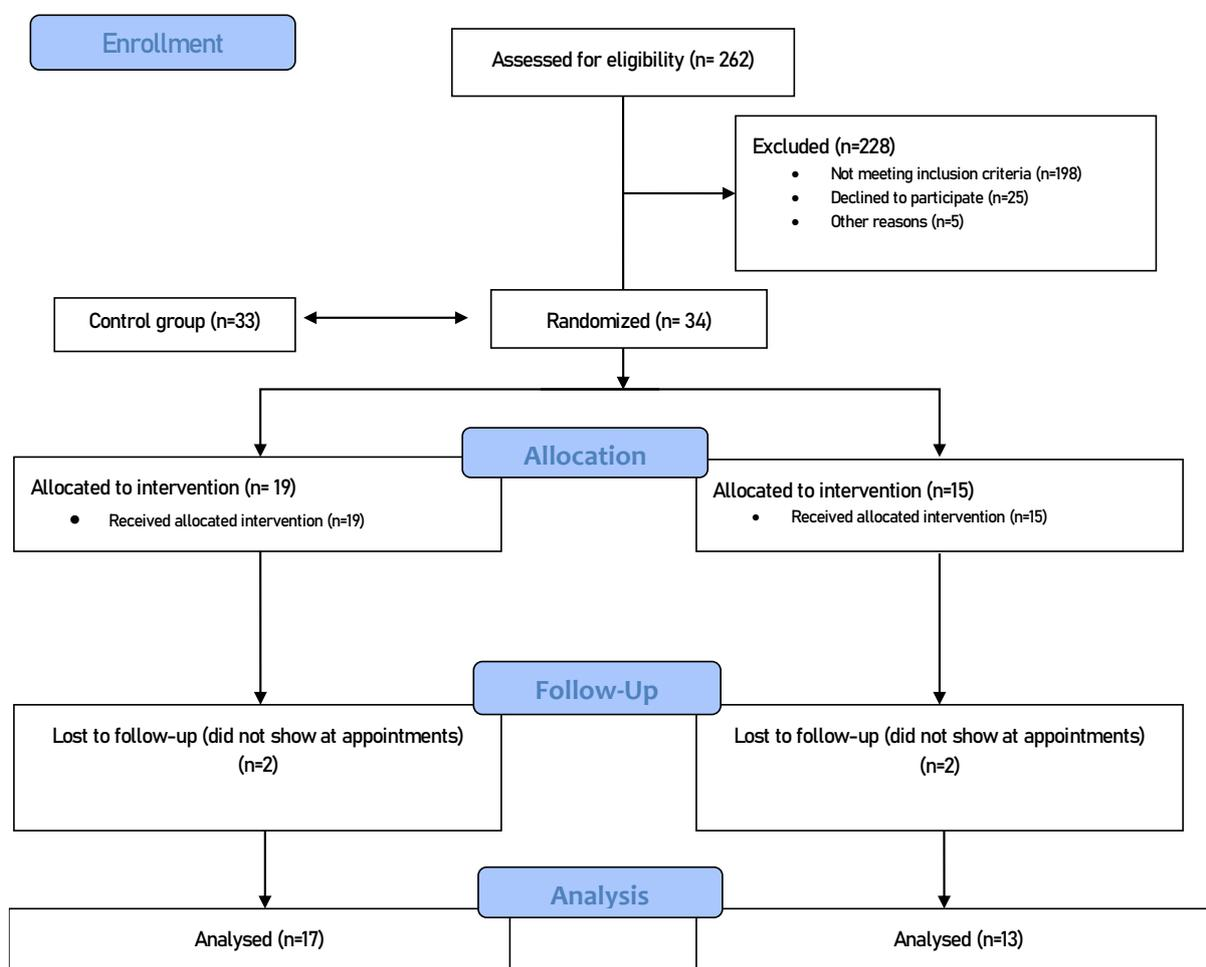 Enrollment
Assessed for eligibility (n= 262)
Excluded (n=228)
• Not meeting inclusion criteria (n=198)
• Declined to participate (n=25)
• Other reasons (n=5)
Control group (n=33)
Randomized (n= 34)
Allocation
Allocated to intervention (n= 19)
• Received allocated intervention (n=19)
Allocated to intervention (n=15)
• Received allocated intervention (n=15)
Follow-Up
Lost to follow-up (did not show at appointments)
(n=2)
Lost to follow-up (did not show at appointments)
(n=2)
Analysis
Analysed (n=17)
Analysed (n=13)